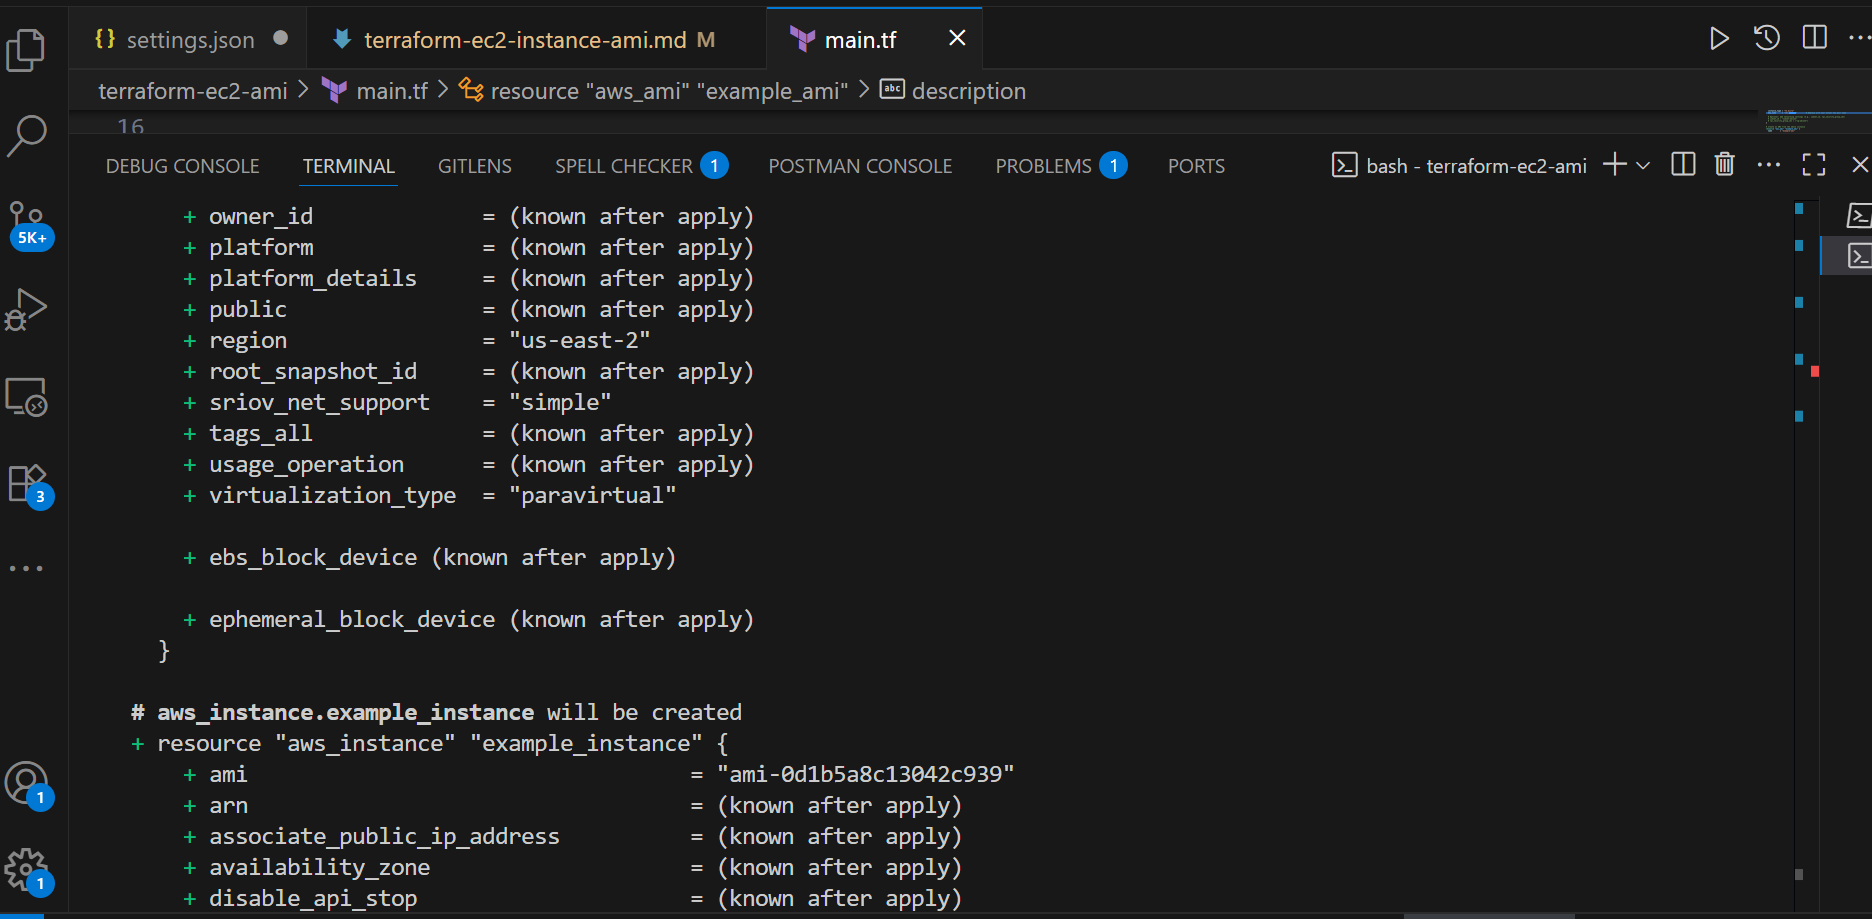 {} settings.json
terraform-ec2-instance-ami.md M
main.tf
terraform-ec2-ami > main.tf > resource "aws_ami" "example_ami" > abc description
16
DEBUG CONSOLE TERMINAL GITLENS SPELL CHECKER 1 POSTMAN CONSOLE PROBLEMS 1 PORTS bash - terraform-ec2-ami
+ owner_id = (known after apply)
+ platform = (known after apply)
+ platform_details = (known after apply)
+ public = (known after apply)
+ region = "us-east-2"
+ root_snapshot_id = (known after apply)
+ sriov_net_support = "simple"
+ tags_all = (known after apply)
+ usage_operation = (known after apply)
+ virtualization_type = "paravirtual"
+ ebs_block_device (known after apply)
+ ephemeral_block_device (known after apply)
}
# aws_instance.example_instance will be created
+ resource "aws_instance" "example_instance" {
+ ami = "ami-0d1b5a8c13042c939"
+ arn = (known after apply)
+ associate_public_ip_address = (known after apply)
+ availability_zone = (known after apply)
+ disable_api_stop = (known after apply)
5K+
3
1
1